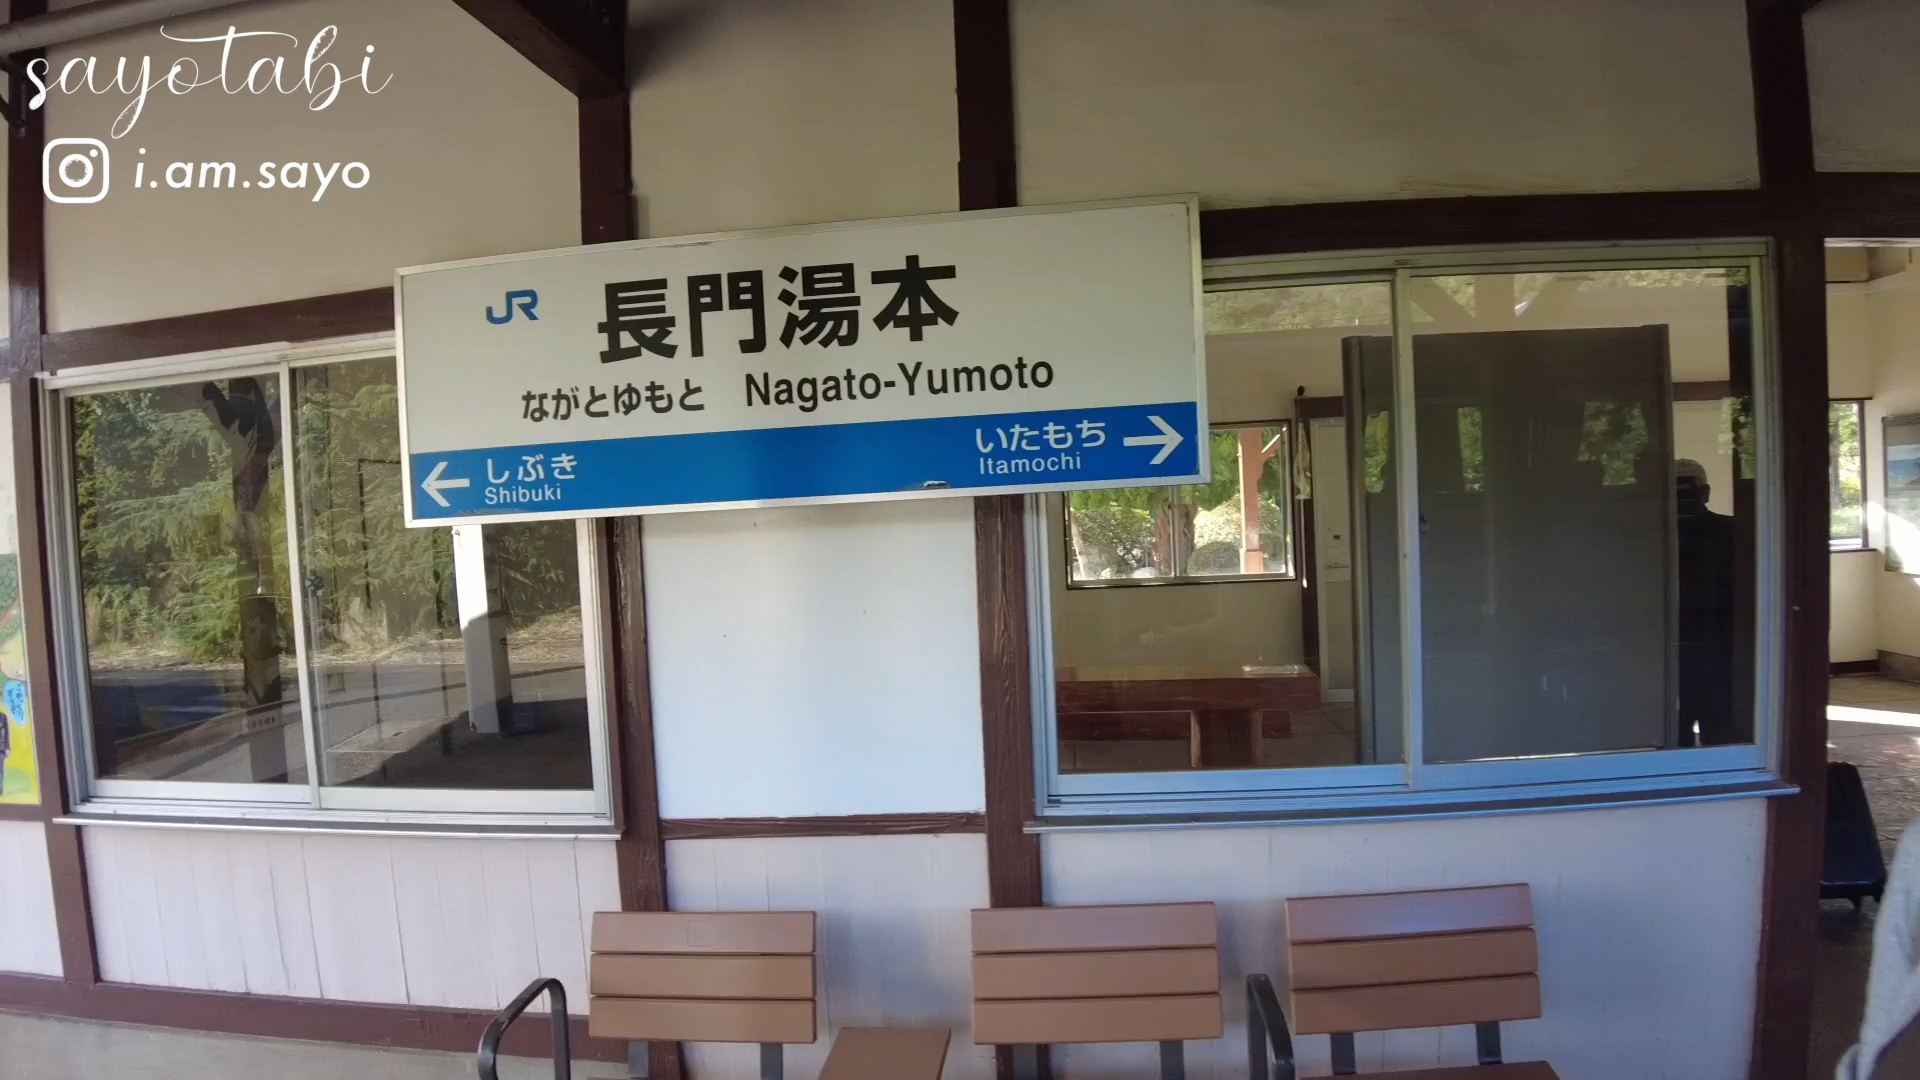 sayotabi
i.am.sayo
JR 長門湯本
ながとゆもと Nagato-Yumoto
← しぶき
Shibuki
いたもち →
Itamochi